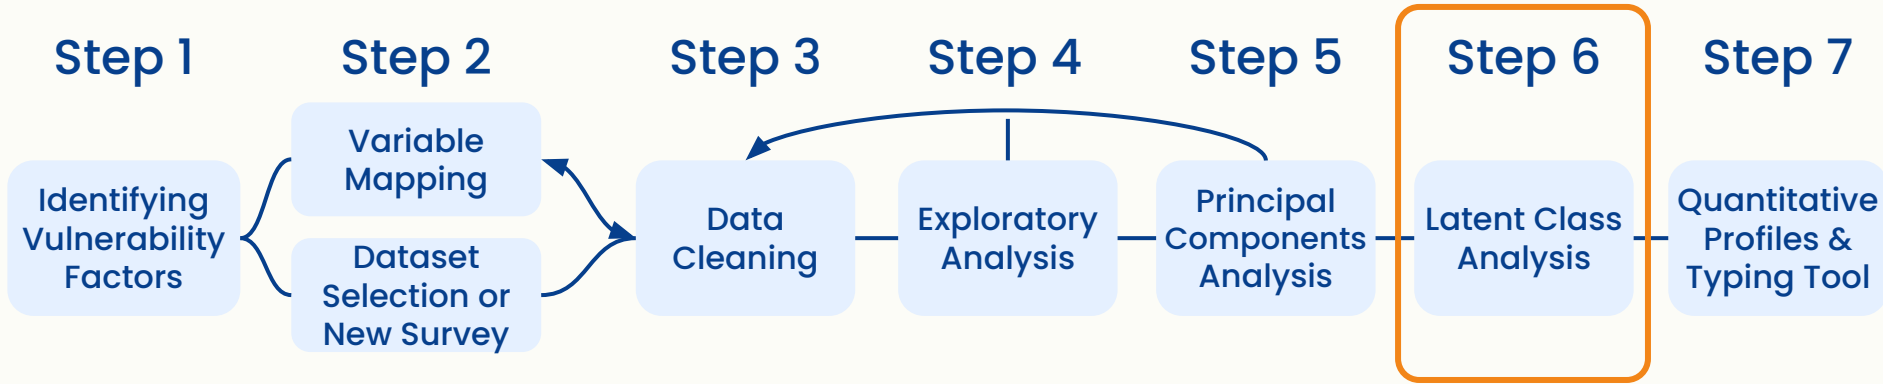 Step 1
Step 2
Step 3
Step 4
Step 5
Step 6
Step 7
Identifying
Vulnerability
Factors
Variable
Mapping
Dataset
Selection or
New Survey
Data
Cleaning
Exploratory
Analysis
Principal
Components
Analysis
Latent Class
Analysis
Quantitative
Profiles &
Typing Tool